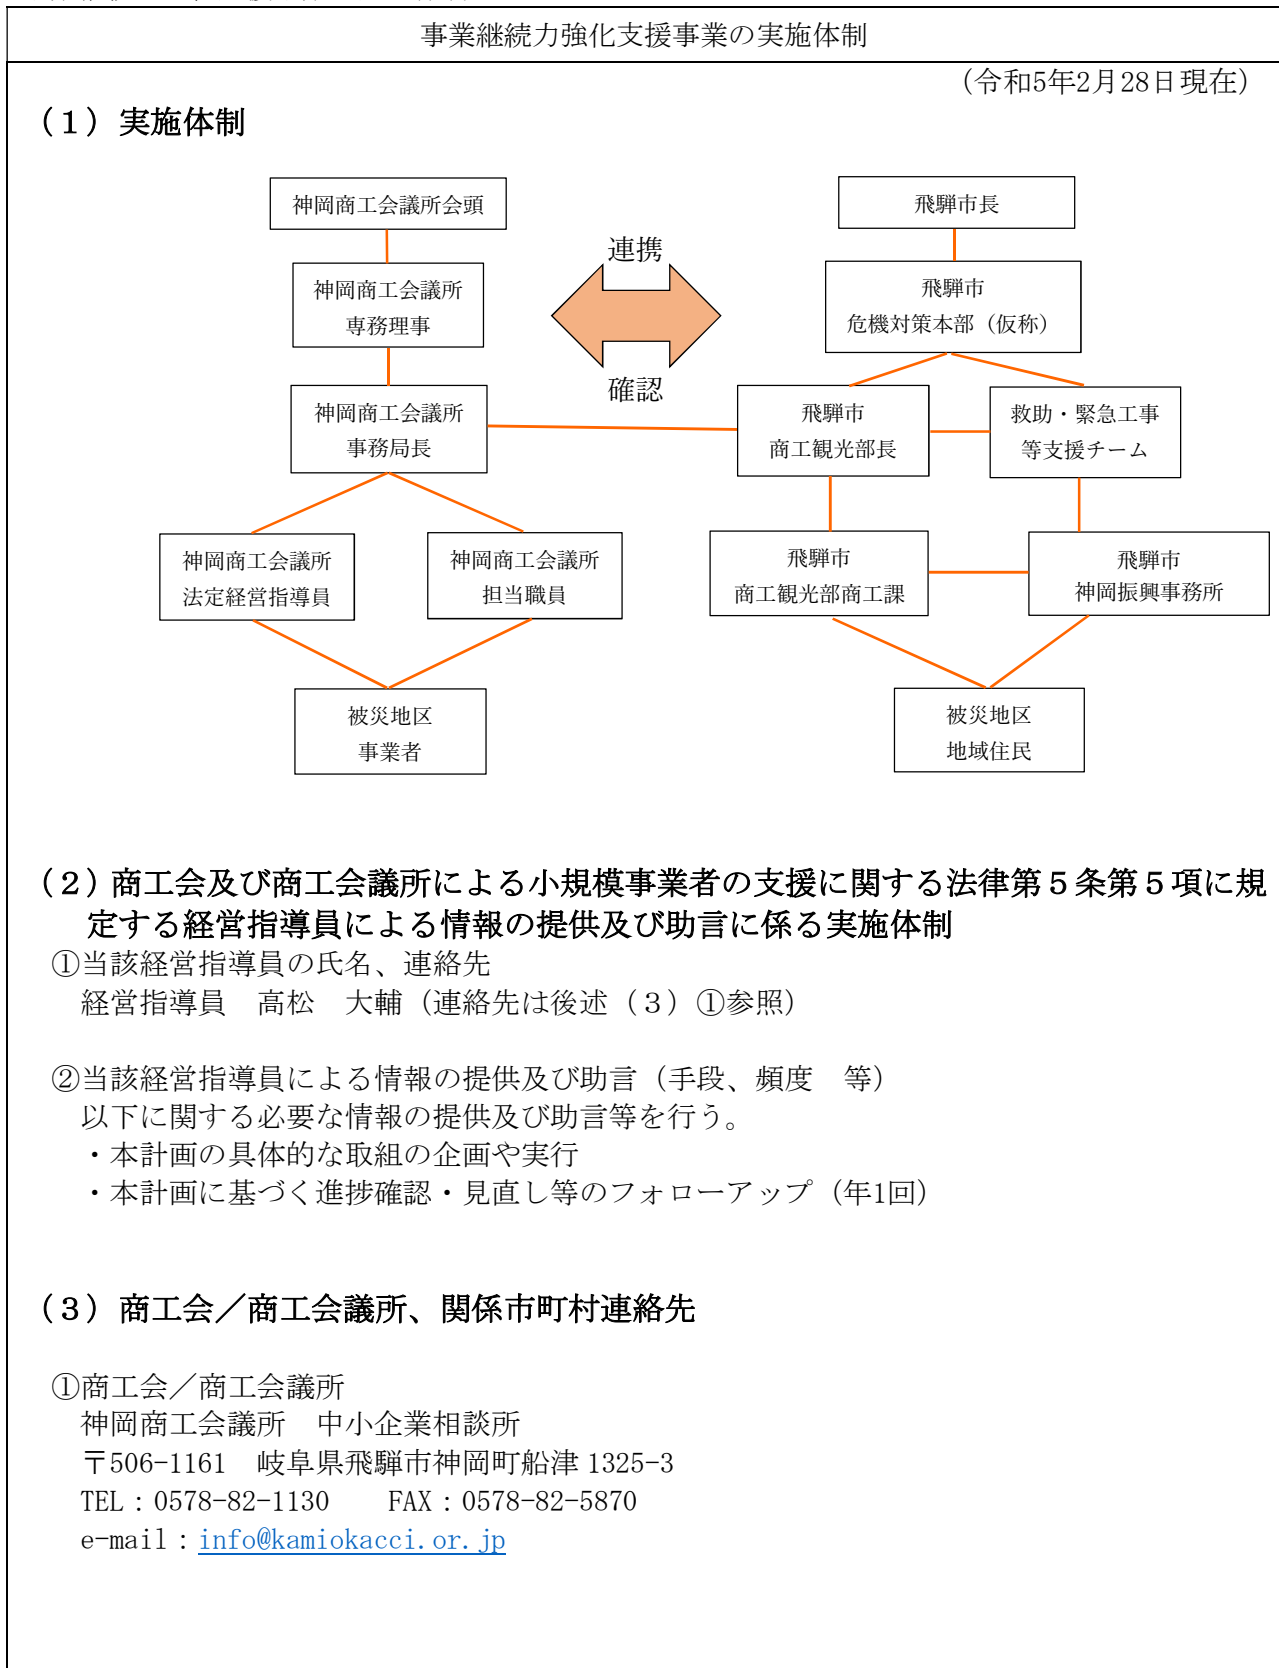 事業継続力強化支援事業の実施体制
(令和5年2月28日現在)
（１）実施体制
神岡商工会議所会頭
神岡商工会議所
専務理事
神岡商工会議所
事務局長
神岡商工会議所
法定経営指導員
神岡商工会議所
担当職員
被災地区
事業者
連携
確認
飛騨市長
飛騨市
危機対策本部（仮称）
飛騨市
商工観光部長
救助・緊急工事
等支援チーム
飛騨市
商工観光部商工課
飛騨市
神岡振興事務所
被災地区
地域住民
（２）商工会及び商工会議所による小規模事業者の支援に関する法律第５条第５項に規
定する経営指導員による情報の提供及び助言に係る実施体制
①当該経営指導員の氏名、連絡先
経営指導員　高松　大輔（連絡先は後述（３）①参照）
②当該経営指導員による情報の提供及び助言（手段、頻度　等）
以下に関する必要な情報の提供及び助言等を行う。
・本計画の具体的な取組の企画や実行
・本計画に基づく進捗確認・見直し等のフォローアップ（年1回）
（３）商工会／商工会議所、関係市町村連絡先
①商工会／商工会議所
神岡商工会議所　中小企業相談所
〒506-1161　岐阜県飛騨市神岡町船津 1325-3
TEL：0578-82-1130　　FAX：0578-82-5870
e-mail：info@kamiokacci.or.jp